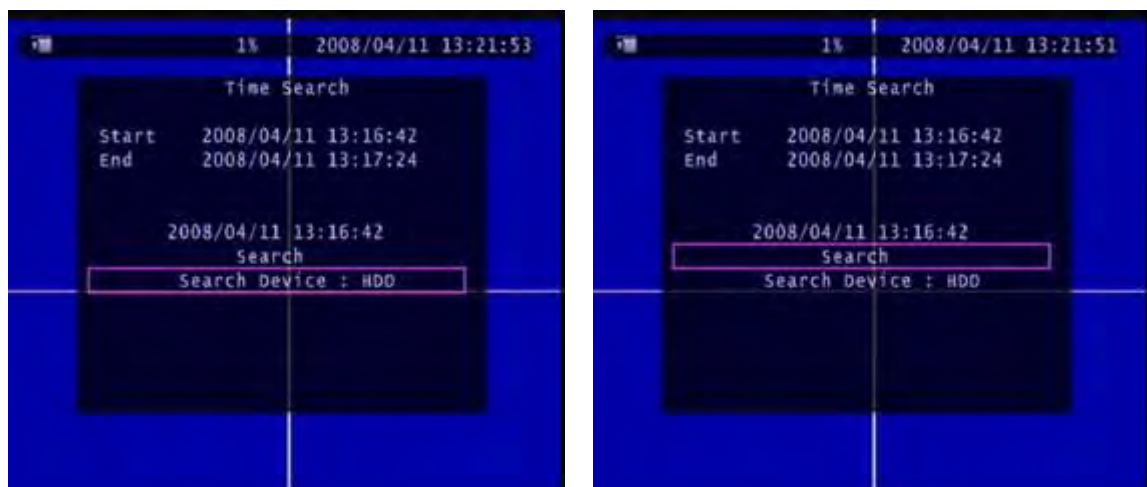 1% 2008/04/11 13:21:53
Time Search
Start 2008/04/11 13:16:42
End 2008/04/11 13:17:24
2008/04/11 13:16:42
Search
Search Device : HDD
1% 2008/04/11 13:21:51
Time Search
Start 2008/04/11 13:16:42
End 2008/04/11 13:17:24
2008/04/11 13:16:42
Search
Search Device : HDD